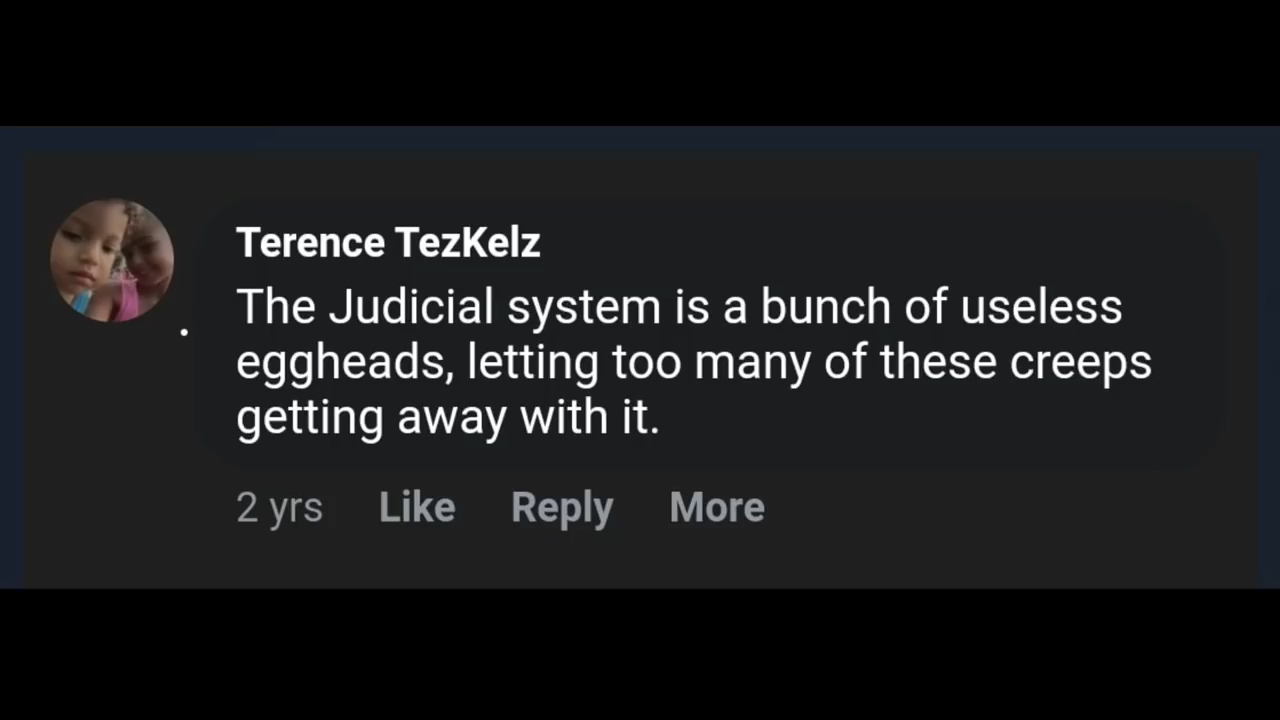 Terence TezKelz
The Judicial system is a bunch of useless
eggheads, letting too many of these creeps
getting away with it.
2 yrs Like Reply More